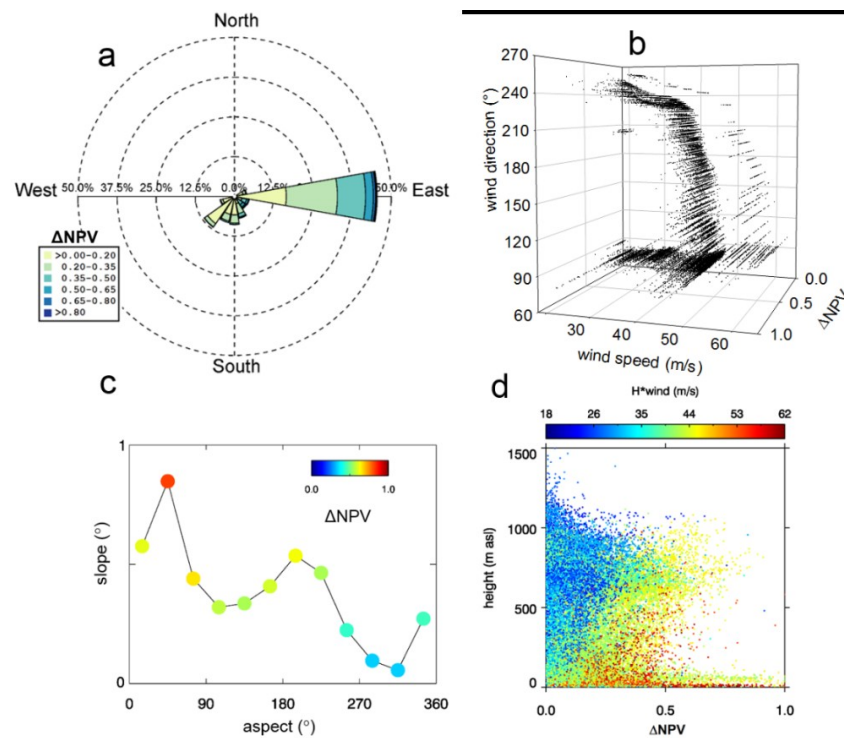 a
North
West
50.0% 37.5% 25.0% 12.5% 0.0% 12.5% 50.0%
East
South
ΔNPV
>0.00-0.20
0.20-0.35
0.35-0.50
0.50-0.65
0.65-0.80
>0.80
b
270
240
210
180
150
120
90
60
wind direction (°)
30
40
50
60
wind speed (m/s)
0.0
0.5
1.0
ΔNPV
c
1
0
slope (°)
0.0 1.0
ΔNPV
0 90 180 270 360
aspect (°)
d
H*wind (m/s)
18 26 35 44 53 62
1500
1000
500
0
height (m asl)
0.0 0.5 1.0
ΔNPV